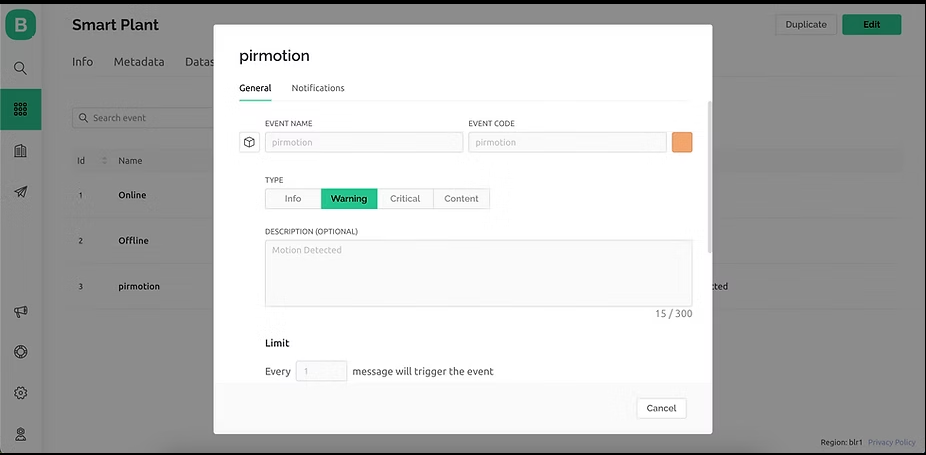 B
Smart Plant
Duplicate
Edit
Info
Metadata
Datas
Search event
Id
Name
1
Online
2
Offline
3
pirmotion
cted
pirmotion
General
Notifications
EVENT NAME
EVENT CODE
pirmotion
pirmotion
TYPE
Info
Warning
Critical
Content
DESCRIPTION (OPTIONAL)
Motion Detected
15 / 300
Limit
Every 1 message will trigger the event
Cancel
Region: blr1 Privacy Policy